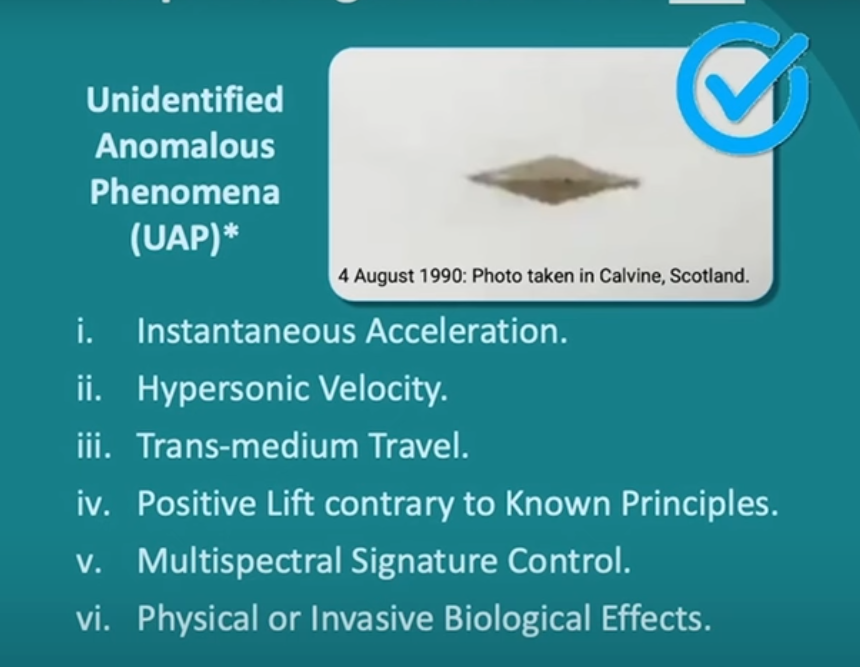 Unidentified
Anomalous
Phenomena
(UAP)*
4 August 1990: Photo taken in Calvine, Scotland.
i. Instantaneous Acceleration.
ii. Hypersonic Velocity.
iii. Trans-medium Travel.
iv. Positive Lift contrary to Known Principles.
v. Multispectral Signature Control.
vi. Physical or Invasive Biological Effects.